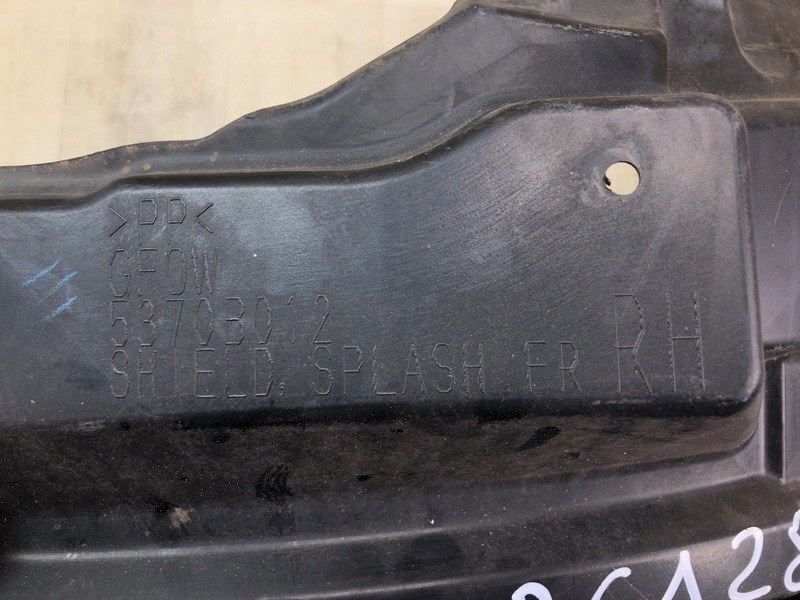 >PP<
GF0W
5370B012
SHIELD, SPLASH FR RH